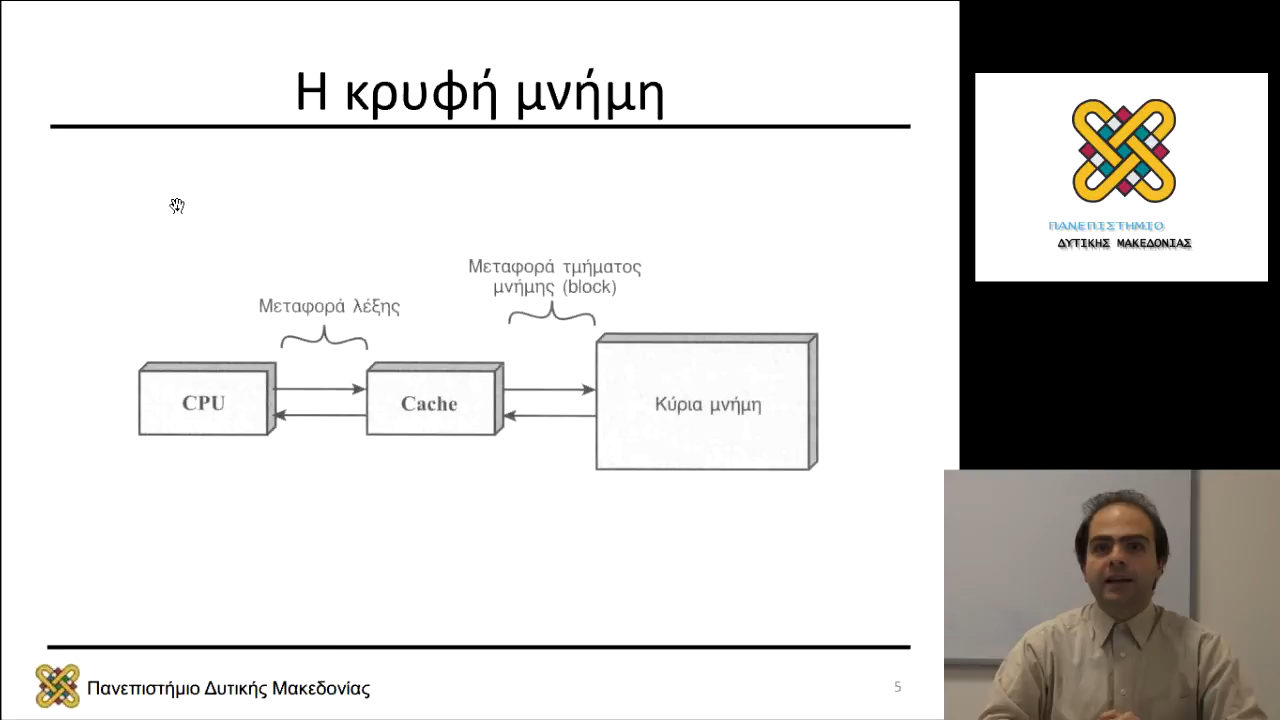 Η κρυφή μνήμη
Μεταφορά τμήματος
μνήμης (block)
Μεταφορά λέξης
CPU
Cache
Κύρια μνήμη
Πανεπιστήμιο Δυτικής Μακεδονίας
5
ΠΑΝΕΠΙΣΤΗΜΙΟ
ΔΥΤΙΚΗΣ ΜΑΚΕΔΟΝΙΑΣ